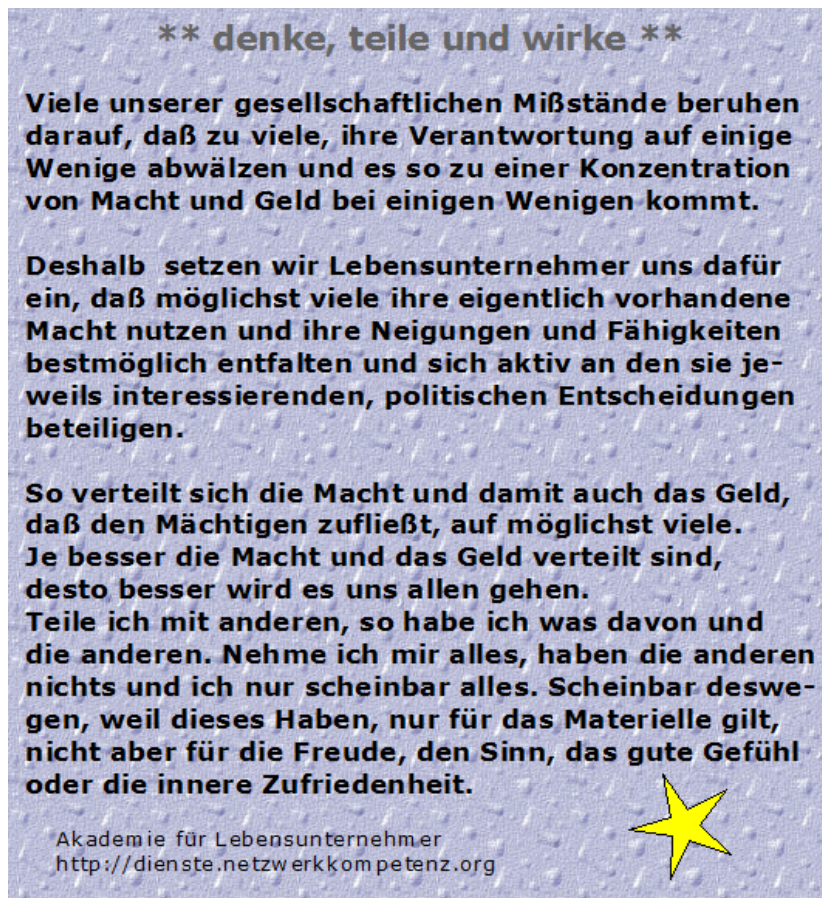 ** denke, teile und wirke **
Viele unserer gesellschaftlichen Mißstände beruhen
darauf, daß zu viele, ihre Verantwortung auf einige
Wenige abwälzen und es so zu einer Konzentration
von Macht und Geld bei einigen Wenigen kommt.
Deshalb  setzen wir Lebensunternehmer uns dafür
ein, daß möglichst viele ihre eigentlich vorhandene
Macht nutzen und ihre Neigungen und Fähigkeiten
bestmöglich entfalten und sich aktiv an den sie je-
weils interessierenden, politischen Entscheidungen
beteiligen.
So verteilt sich die Macht und damit auch das Geld,
daß den Mächtigen zufließt, auf möglichst viele.
Je besser die Macht und das Geld verteilt sind,
desto besser wird es uns allen gehen.
Teile ich mit anderen, so habe ich was davon und
die anderen. Nehme ich mir alles, haben die anderen
nichts und ich nur scheinbar alles. Scheinbar deswe-
gen, weil dieses Haben, nur für das Materielle gilt,
nicht aber für die Freude, den Sinn, das gute Gefühl
oder die innere Zufriedenheit.
Akademie für Lebensunternehmer
http://dienste.netzwerkkompetenz.org